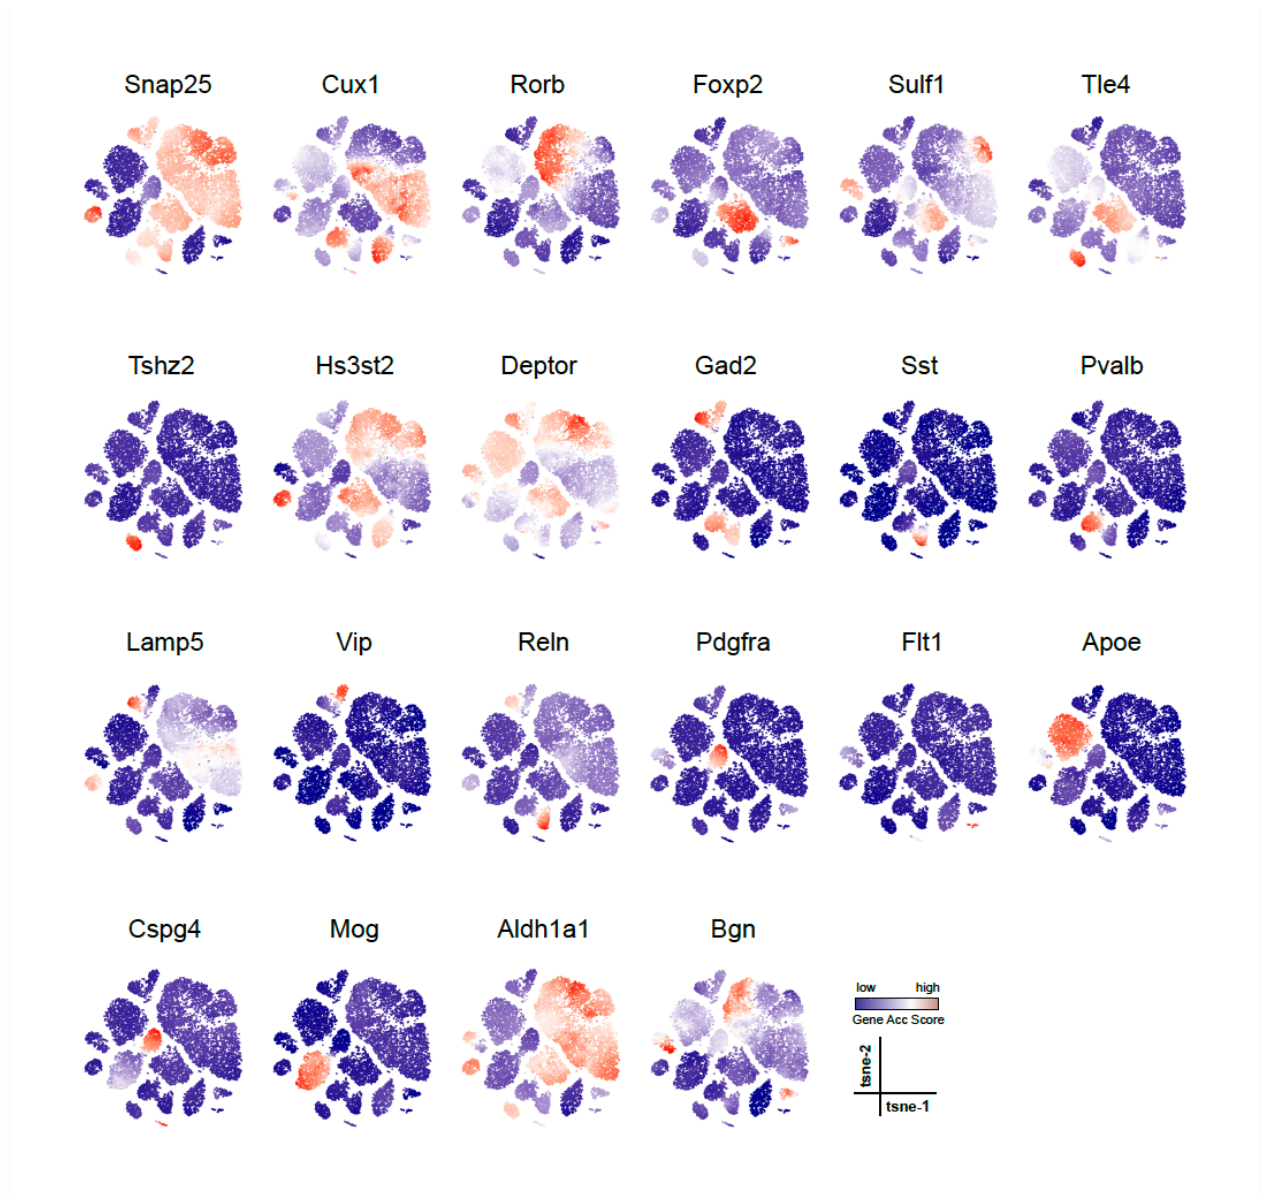 Snap25 Cux1 Rorb Foxp2 Sulf1 Tle4
Tshz2 Hs3st2 Deptor Gad2 Sst Pvalb
Lamp5 Vip Reln Pdgfra Flt1 Apoe
Cspg4 Mog Aldh1a1 Bgn
low high
Gene Acc Score
tsne-2
tsne-1